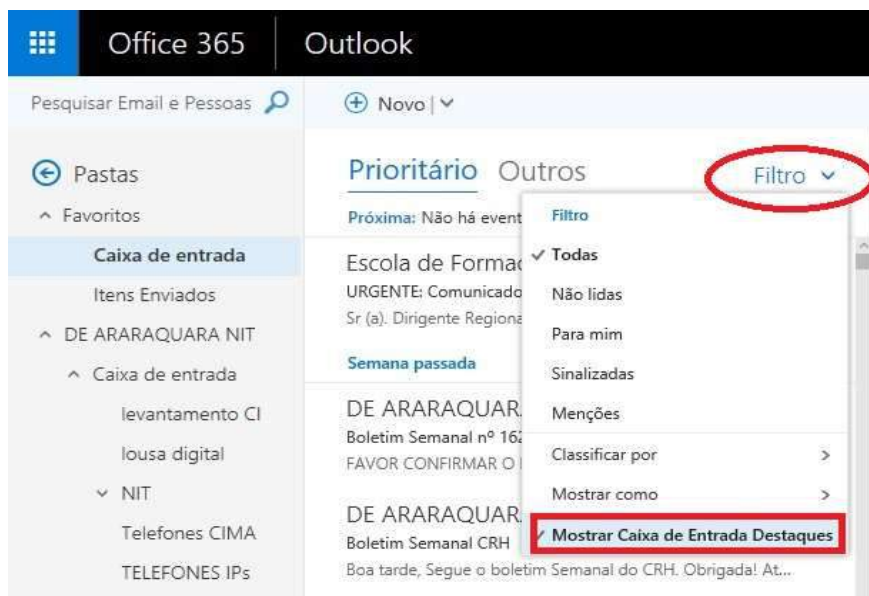 Office 365 Outlook
Pesquisar Email e Pessoas
Novo
Pastas
Favoritos
Caixa de entrada
Itens Enviados
DE ARARAQUARA NIT
Caixa de entrada
levantamento CI
lousa digital
NIT
Telefones CIMA
TELEFONES IPs
Prioritário Outros
Filtro
Próxima: Não há event
Escola de Formaç
URGENTE: Comunicado
Sr (a). Dirigente Regiona
Semana passada
DE ARARAQUAR
Boletim Semanal nº 162
FAVOR CONFIRMAR O
DE ARARAQUAR
Boletim Semanal CRH
Boa tarde, Segue o boletim Semanal do CRH. Obrigada! At...
Filtro
Todas
Não lidas
Para mim
Sinalizadas
Menções
Classificar por
Mostrar como
Mostrar Caixa de Entrada Destaques